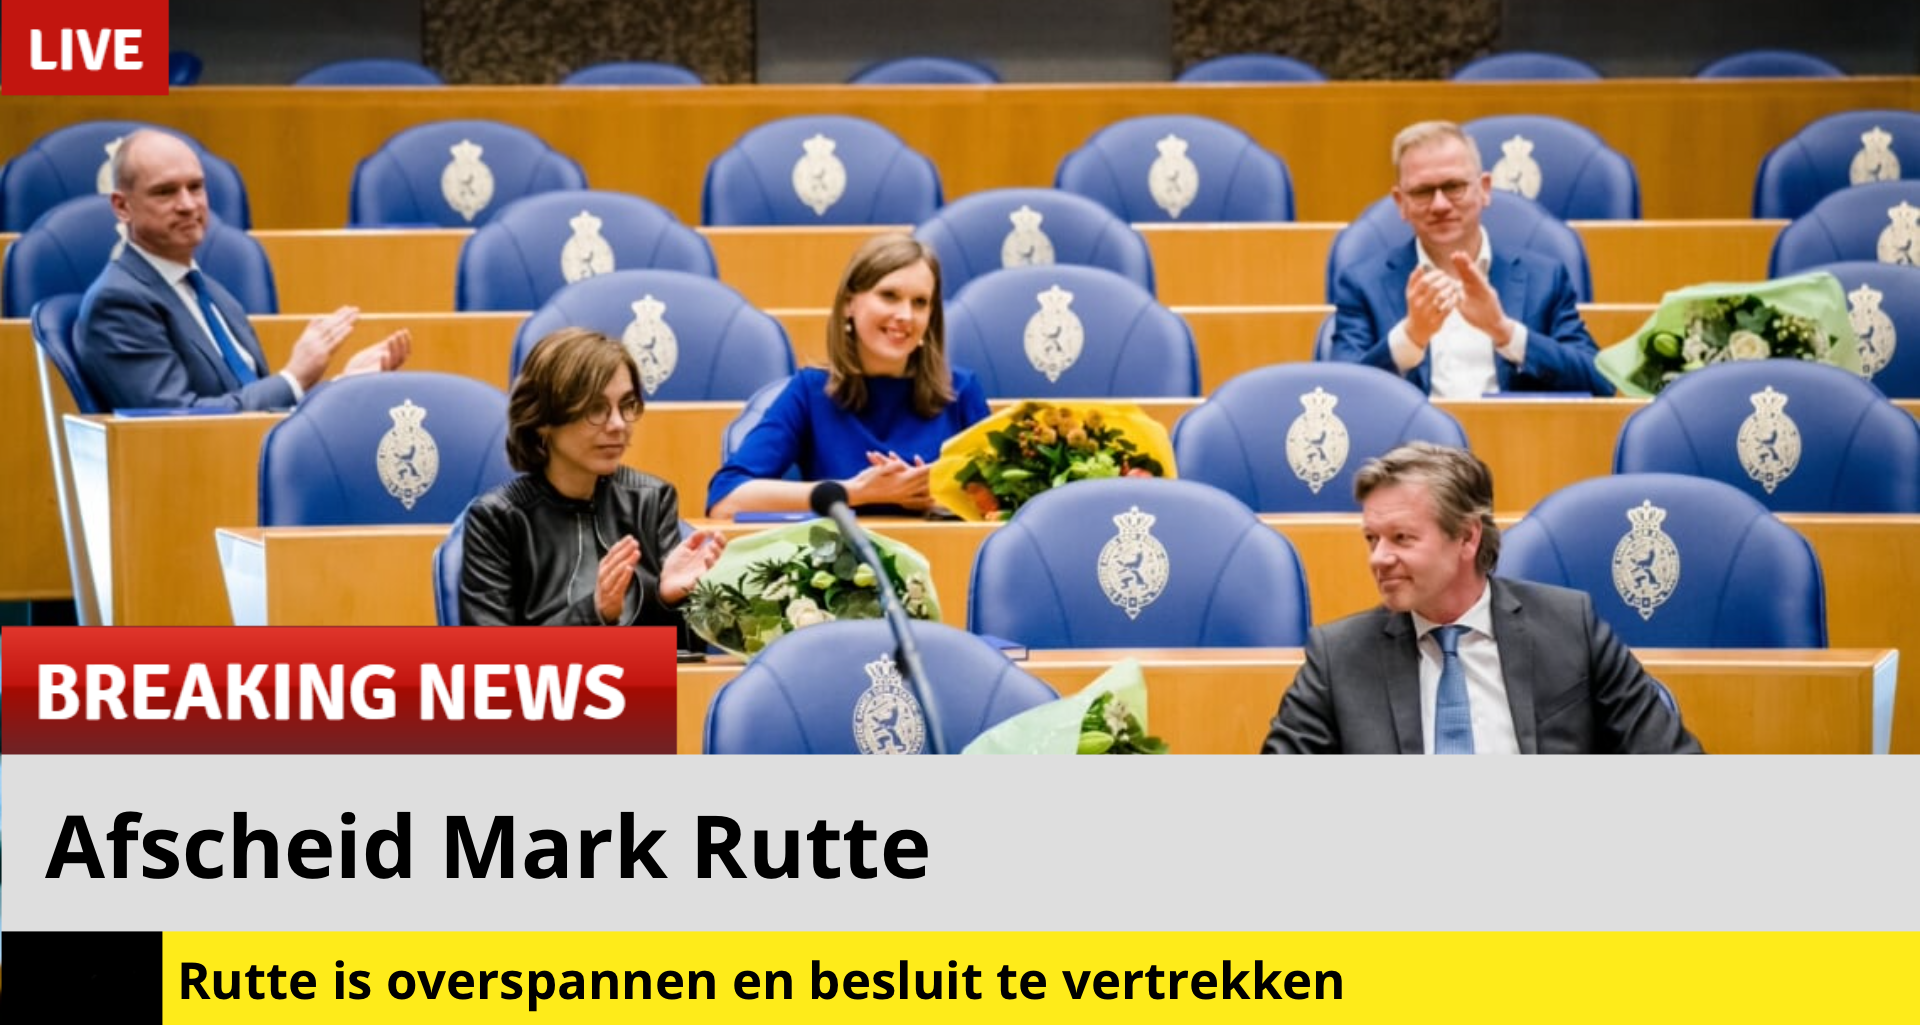 LIVE
BREAKING NEWS
Afscheid Mark Rutte
Rutte is overspannen en besluit te vertrekken